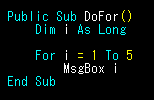 Public Sub DoFor()
    Dim i As Long
    For i = 1 To 5
        MsgBox i
End Sub